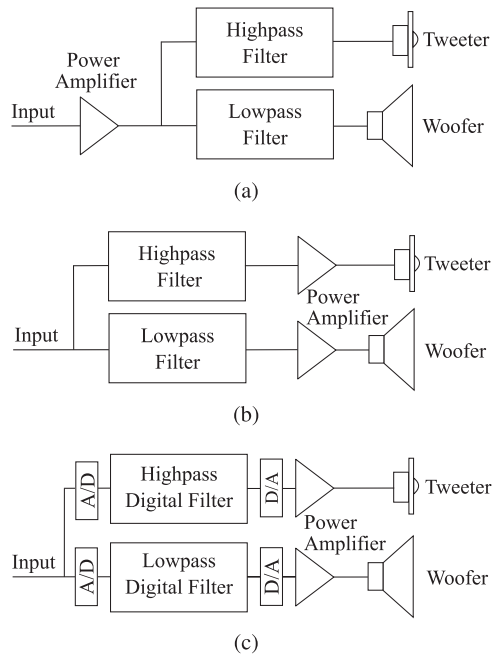 Highpass
Filter
Tweeter
Power
Amplifier
Input
Lowpass
Filter
Woofer
(a)
Highpass
Filter
Tweeter
Power
Amplifier
Input
Lowpass
Filter
Woofer
(b)
A/D
Highpass
Digital Filter
D/A
Tweeter
Power
Amplifier
Input
A/D
Lowpass
Digital Filter
D/A
Woofer
(c)